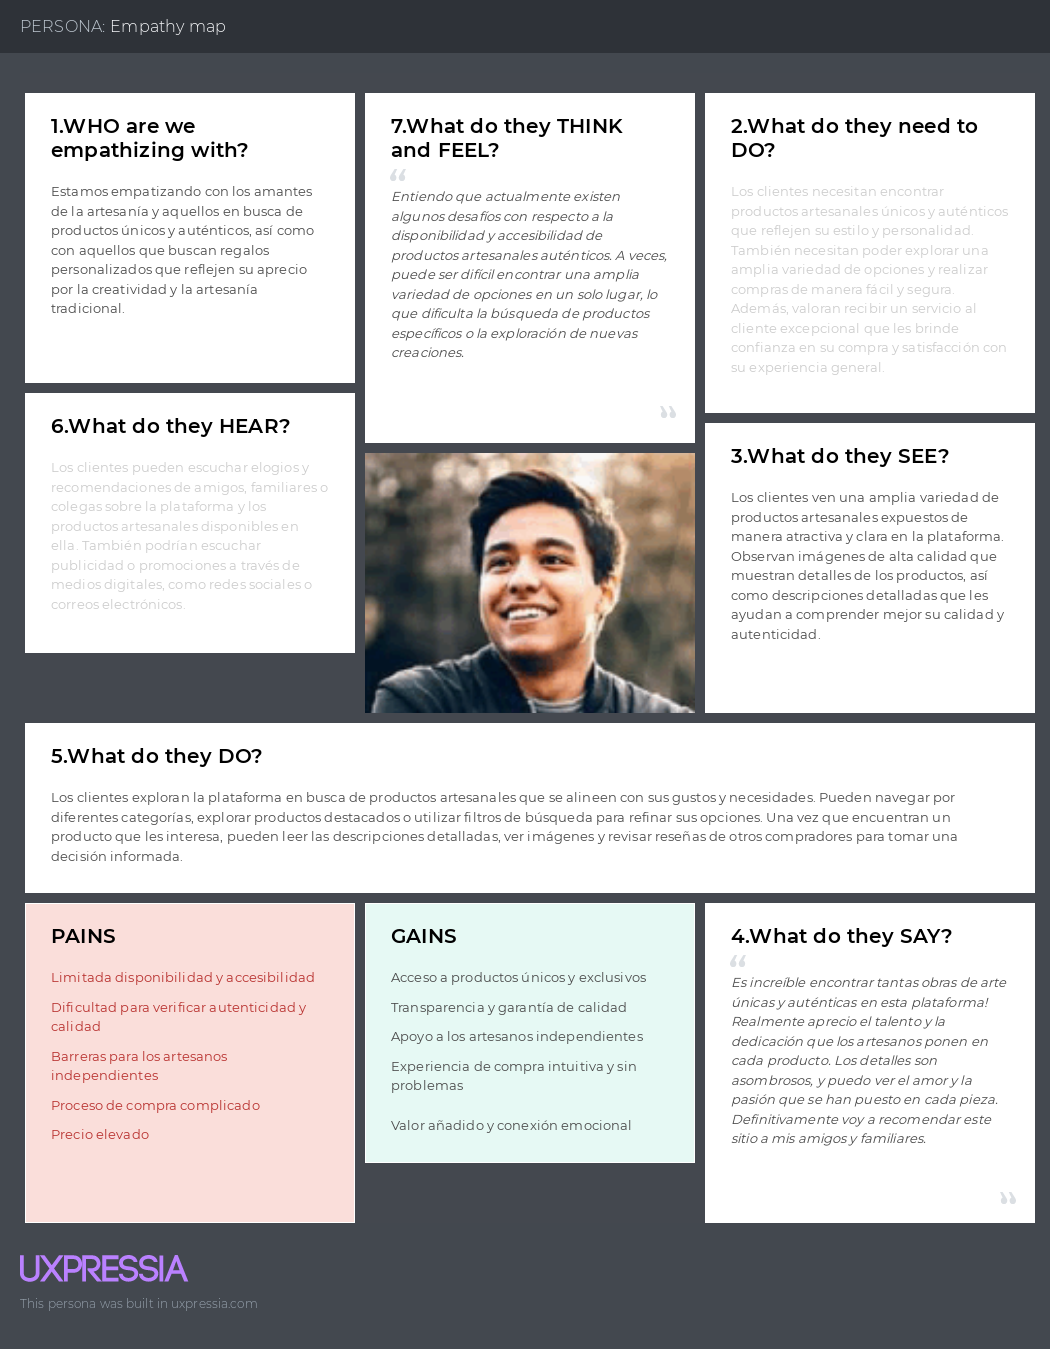 PERSONA: Empathy map
1.WHO are we
empathizing with?
Estamos empatizando con los amantes
de la artesanía y aquellos en busca de
productos únicos y auténticos, así como
con aquellos que buscan regalos
personalizados que reflejen su aprecio
por la creatividad y la artesanía
tradicional.
7.What do they THINK
and FEEL?
“
Entiendo que actualmente existen
algunos desafíos con respecto a la
disponibilidad y accesibilidad de
productos artesanales auténticos. A veces,
puede ser difícil encontrar una amplia
variedad de opciones en un solo lugar, lo
que dificulta la búsqueda de productos
específicos o la exploración de nuevas
creaciones.
”
2.What do they need to
DO?
Los clientes necesitan encontrar
productos artesanales únicos y auténticos
que reflejen su estilo y personalidad.
También necesitan poder explorar una
amplia variedad de opciones y realizar
compras de manera fácil y segura.
Además, valoran recibir un servicio al
cliente excepcional que les brinde
confianza en su compra y satisfacción con
su experiencia general.
6.What do they HEAR?
Los clientes pueden escuchar elogios y
recomendaciones de amigos, familiares o
colegas sobre la plataforma y los
productos artesanales disponibles en
ella. También podrían escuchar
publicidad o promociones a través de
medios digitales, como redes sociales o
correos electrónicos.
3.What do they SEE?
Los clientes ven una amplia variedad de
productos artesanales expuestos de
manera atractiva y clara en la plataforma.
Observan imágenes de alta calidad que
muestran detalles de los productos, así
como descripciones detalladas que les
ayudan a comprender mejor su calidad y
autenticidad.
5.What do they DO?
Los clientes exploran la plataforma en busca de productos artesanales que se alineen con sus gustos y necesidades. Pueden navegar por
diferentes categorías, explorar productos destacados o utilizar filtros de búsqueda para refinar sus opciones. Una vez que encuentran un
producto que les interesa, pueden leer las descripciones detalladas, ver imágenes y revisar reseñas de otros compradores para tomar una
decisión informada.
PAINS
Limitada disponibilidad y accesibilidad
Dificultad para verificar autenticidad y
calidad
Barreras para los artesanos
independientes
Proceso de compra complicado
Precio elevado
GAINS
Acceso a productos únicos y exclusivos
Transparencia y garantía de calidad
Apoyo a los artesanos independientes
Experiencia de compra intuitiva y sin
problemas
Valor añadido y conexión emocional
4.What do they SAY?
“
Es increíble encontrar tantas obras de arte
únicas y auténticas en esta plataforma!
Realmente aprecio el talento y la
dedicación que los artesanos ponen en
cada producto. Los detalles son
asombrosos, y puedo ver el amor y la
pasión que se han puesto en cada pieza.
Definitivamente voy a recomendar este
sitio a mis amigos y familiares.
”
UXPRESSIA
This persona was built in uxpressia.com